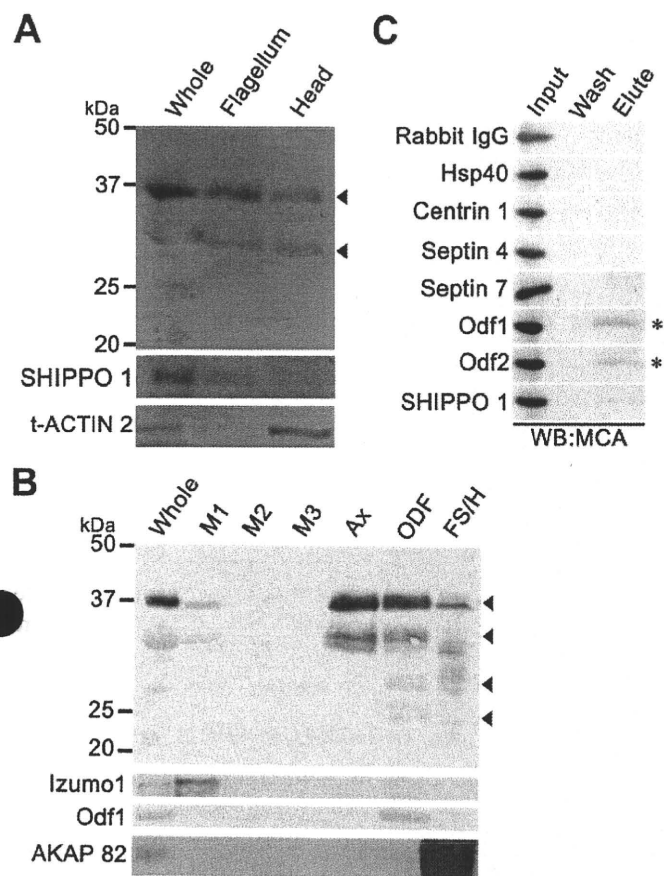 A
Whole Flagellum Head
kDa
50
37
25
20
SHIPPO 1
t-ACTIN 2
C
Input Wash Elute
Rabbit IgG
Hsp40
Centrin 1
Septin 4
Septin 7
Odf1 *
Odf2 *
SHIPPO 1
WB:MCA
B
Whole M1 M2 M3 Ax ODF FS/H
kDa
50
37
25
20
Izumo1
Odf1
AKAP 82